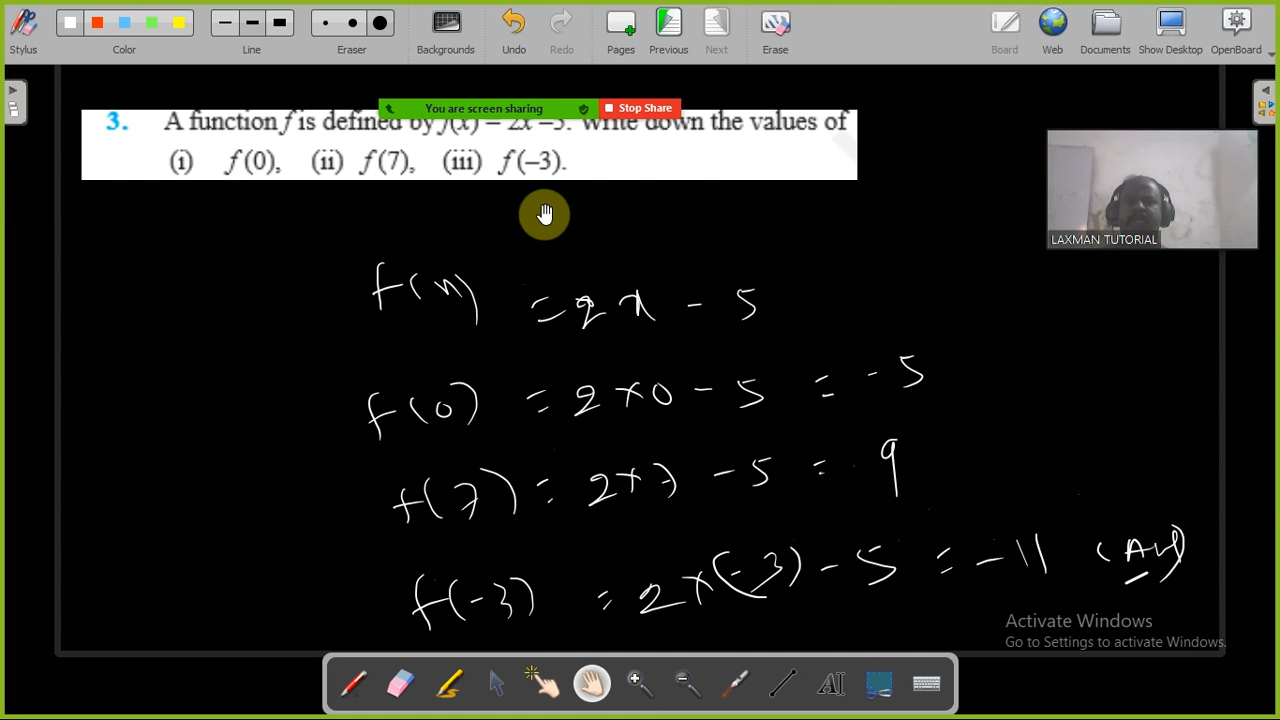 Stylus Color Line Eraser Backgrounds Undo Redo Pages Previous Next Erase Board Web Documents Show Desktop OpenBoard
You are screen sharing Stop Share
3. A function f is defined by f(x) = 2x –5. Write down the values of
(i) f(0), (ii) f(7), (iii) f(–3).
LAXMAN TUTORIAL
f(x) = 2x - 5
f(0) = 2×0 - 5 = -5
f(7) = 2×7 - 5 = 9
f(-3) = 2×(-3) - 5 = -11 (Ans)
Activate Windows
Go to Settings to activate Windows.